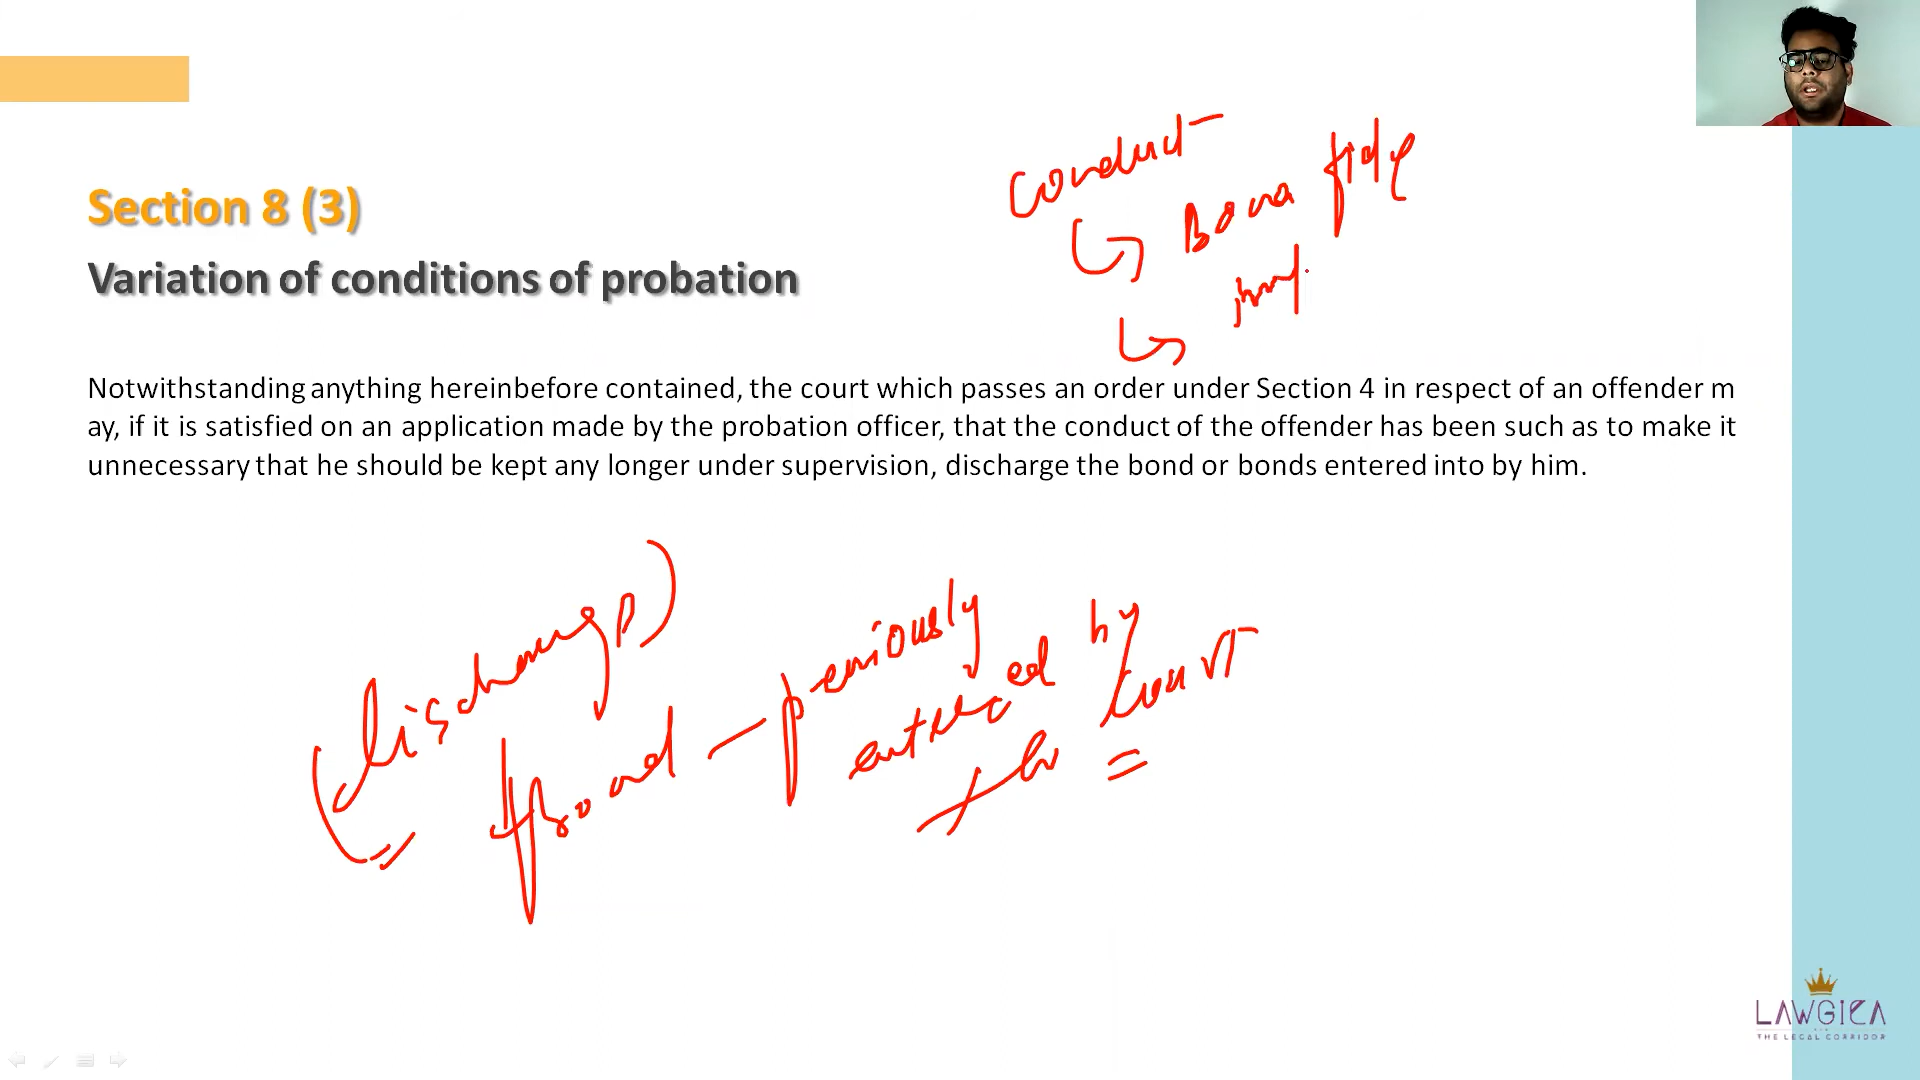 Section 8 (3)
Variation of conditions of probation
conduct
Bona fide
Notwithstanding anything hereinbefore contained, the court which passes an order under Section 4 in respect of an offender m
ay, if it is satisfied on an application made by the probation officer, that the conduct of the offender has been such as to make it
unnecessary that he should be kept any longer under supervision, discharge the bond or bonds entered into by him.
(discharge)
bond - previously
entered by
court
LAWGICA
THE LEGAL CORRIDOR